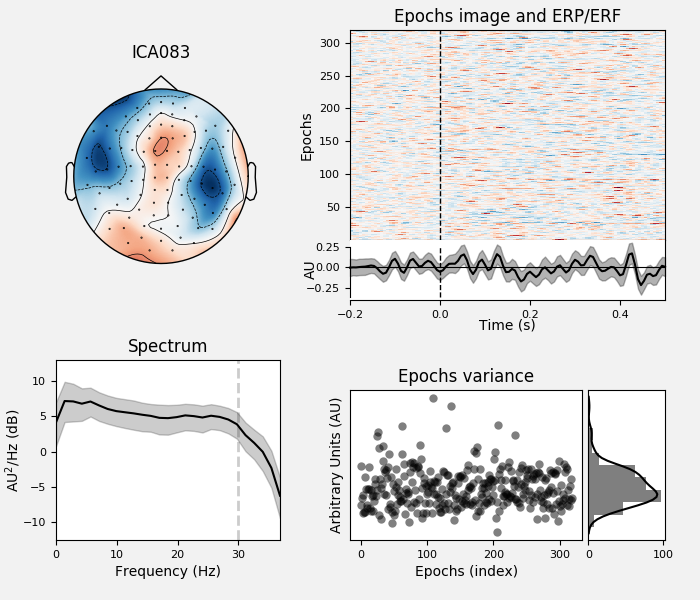 ICA083
Epochs image and ERP/ERF
300
250
200
150
100
50
Epochs
0.25
0.00
−0.25
AU
−0.2 0.0 0.2 0.4
Time (s)
Spectrum
10
5
0
−5
−10
AU²/Hz (dB)
0 10 20 30
Frequency (Hz)
Epochs variance
Arbitrary Units (AU)
0 100 200 300
0 100
Epochs (index)